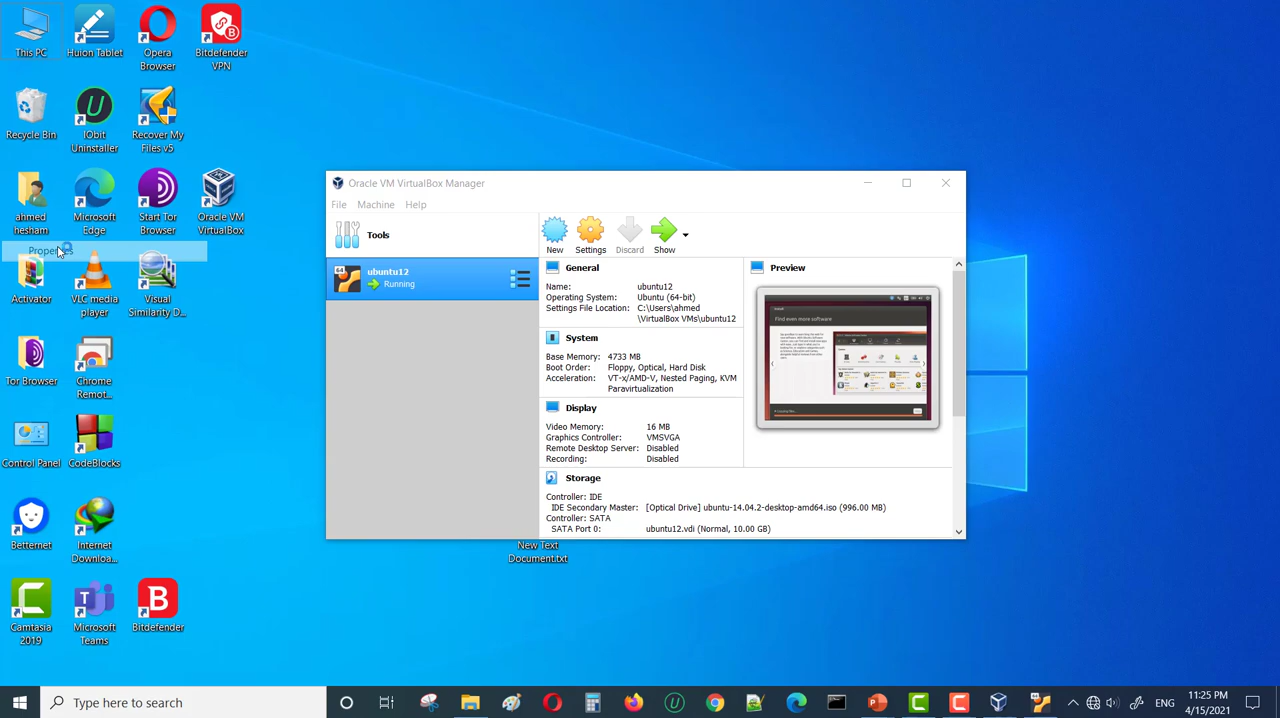 This PC
Huion Tablet
Opera
Browser
Bitdefender
VPN
Recycle Bin
IObit
Uninstaller
Recover My
Files v5
ahmed
hesham
Microsoft
Edge
Start Tor
Browser
Oracle VM
VirtualBox
Properties
Activator
VLC media
player
Visual
Similarity D...
Tor Browser
Chrome
Remot...
Control Panel
CodeBlocks
Betternet
Internet
Downloa...
Camtasia
2019
Microsoft
Teams
Bitdefender
Oracle VM VirtualBox Manager
File Machine Help
Tools
New Settings Discard Show
64
ubuntu12
Running
General
Name: ubuntu12
Operating System: Ubuntu (64-bit)
Settings File Location: C:\Users\ahmed
\VirtualBox VMs\ubuntu12
System
Base Memory: 4733 MB
Boot Order: Floppy, Optical, Hard Disk
Acceleration: VT-x/AMD-V, Nested Paging, KVM
Paravirtualization
Display
Video Memory: 16 MB
Graphics Controller: VMSVGA
Remote Desktop Server: Disabled
Recording: Disabled
Storage
Controller: IDE
IDE Secondary Master: [Optical Drive] ubuntu-14.04.2-desktop-amd64.iso (996.00 MB)
Controller: SATA
SATA Port 0: ubuntu12.vdi (Normal, 10.00 GB)
Preview
Install
Find even more software
New Text
Document.txt
Type here to search
ENG
11:25 PM
4/15/2021